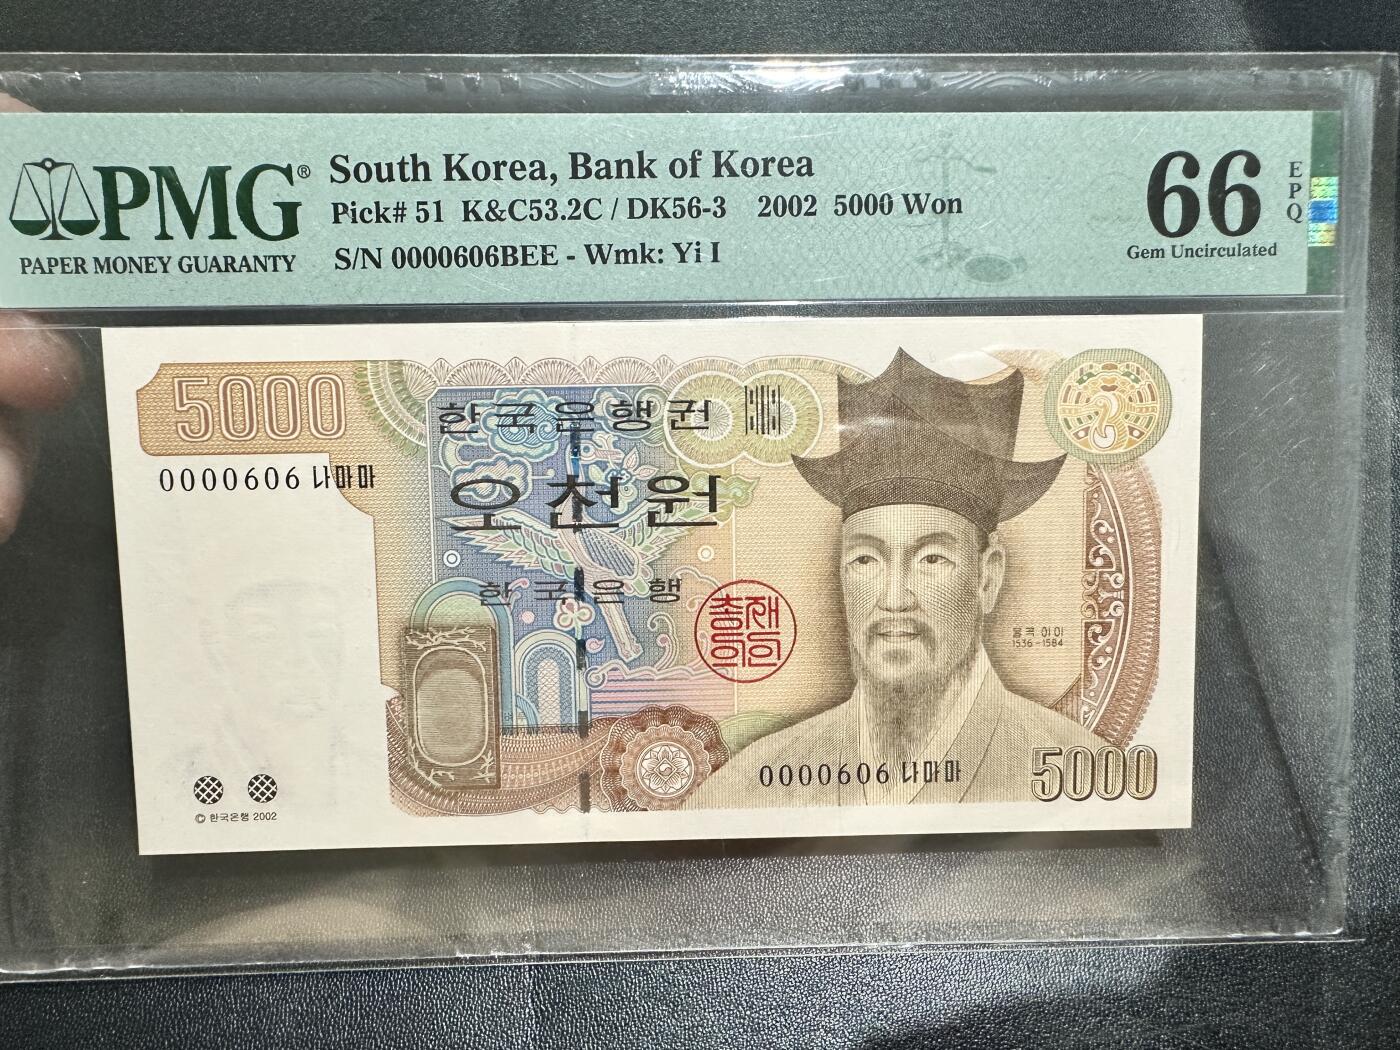 PMG®
PAPER MONEY GUARANTY
South Korea, Bank of Korea
Pick# 51 K&C53.2C / DK56-3 2002 5000 Won
S/N 0000606BEE - Wmk: Yi I
66
EPQ
Gem Uncirculated
5000
한국은행권
0000606 나마마
오천원
한국은행
총재의인
율곡 이이
1536-1584
0000606 나마마
5000
© 한국은행 2002